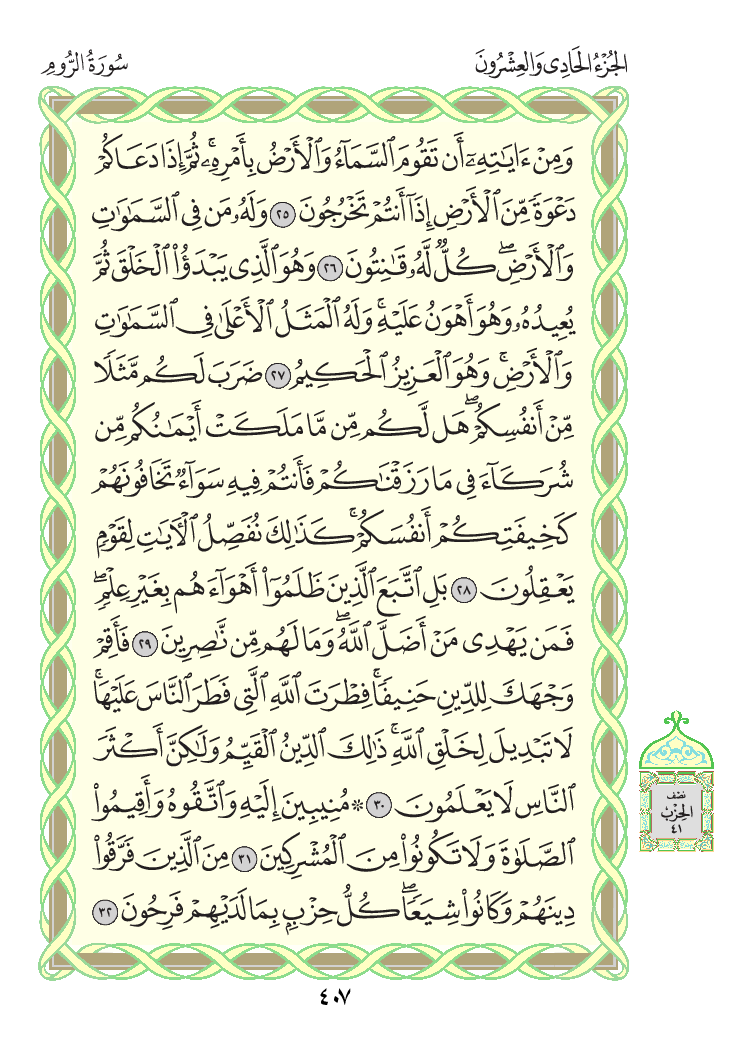 الجُزْءُ الحَادِي وَالعِشْرُونَ
سُورَةُ الرُّومِ
وَمِنْ ءَايَٰتِهِۦٓ أَن تَقُومَ ٱلسَّمَآءُ وَٱلْأَرْضُ بِأَمْرِهِۦۚ ثُمَّ إِذَا دَعَاكُمْ
دَعْوَةً مِّنَ ٱلْأَرْضِ إِذَآ أَنتُمْ تَخْرُجُونَ ٢٥ وَلَهُۥ مَن فِى ٱلسَّمَٰوَٰتِ
وَٱلْأَرْضِۖ كُلٌّ لَّهُۥ قَٰنِتُونَ ٢٦ وَهُوَ ٱلَّذِى يَبْدَؤُا۟ ٱلْخَلْقَ ثُمَّ
يُعِيدُهُۥ وَهُوَ أَهْوَنُ عَلَيْهِۚ وَلَهُ ٱلْمَثَلُ ٱلْأَعْلَىٰ فِى ٱلسَّمَٰوَٰتِ
وَٱلْأَرْضِۚ وَهُوَ ٱلْعَزِيزُ ٱلْحَكِيمُ ٢٧ ضَرَبَ لَكُم مَّثَلًا
مِّنْ أَنفُسِكُمْۖ هَل لَّكُم مِّن مَّا مَلَكَتْ أَيْمَٰنُكُم مِّن
شُرَكَآءَ فِى مَا رَزَقْنَٰكُمْ فَأَنتُمْ فِيهِ سَوَآءٌ تَخَافُونَهُمْ
كَخِيفَتِكُمْ أَنفُسَكُمْۚ كَذَٰلِكَ نُفَصِّلُ ٱلْءَايَٰتِ لِقَوْمٍ
يَعْقِلُونَ ٢٨ بَلِ ٱتَّبَعَ ٱلَّذِينَ ظَلَمُوٓا۟ أَهْوَآءَهُم بِغَيْرِ عِلْمٍۖ
فَمَن يَهْدِى مَنْ أَضَلَّ ٱللَّهُۖ وَمَا لَهُم مِّن نَّٰصِرِينَ ٢٩ فَأَقِمْ
وَجْهَكَ لِلدِّينِ حَنِيفًاۚ فِطْرَتَ ٱللَّهِ ٱلَّتِى فَطَرَ ٱلنَّاسَ عَلَيْهَاۚ
لَا تَبْدِيلَ لِخَلْقِ ٱللَّهِۚ ذَٰلِكَ ٱلدِّينُ ٱلْقَيِّمُ وَلَٰكِنَّ أَكْثَرَ
ٱلنَّاسِ لَا يَعْلَمُونَ ٣٠ ۞ مُنِيبِينَ إِلَيْهِ وَٱتَّقُوهُ وَأَقِيمُوا۟
ٱلصَّلَوٰةَ وَلَا تَكُونُوا۟ مِنَ ٱلْمُشْرِكِينَ ٣١ مِنَ ٱلَّذِينَ فَرَّقُوا۟
دِينَهُمْ وَكَانُوا۟ شِيَعًاۖ كُلُّ حِزْبٍۭ بِمَا لَدَيْهِمْ فَرِحُونَ ٣٢
نصف
الحِزْب
٤١
٤٠٧